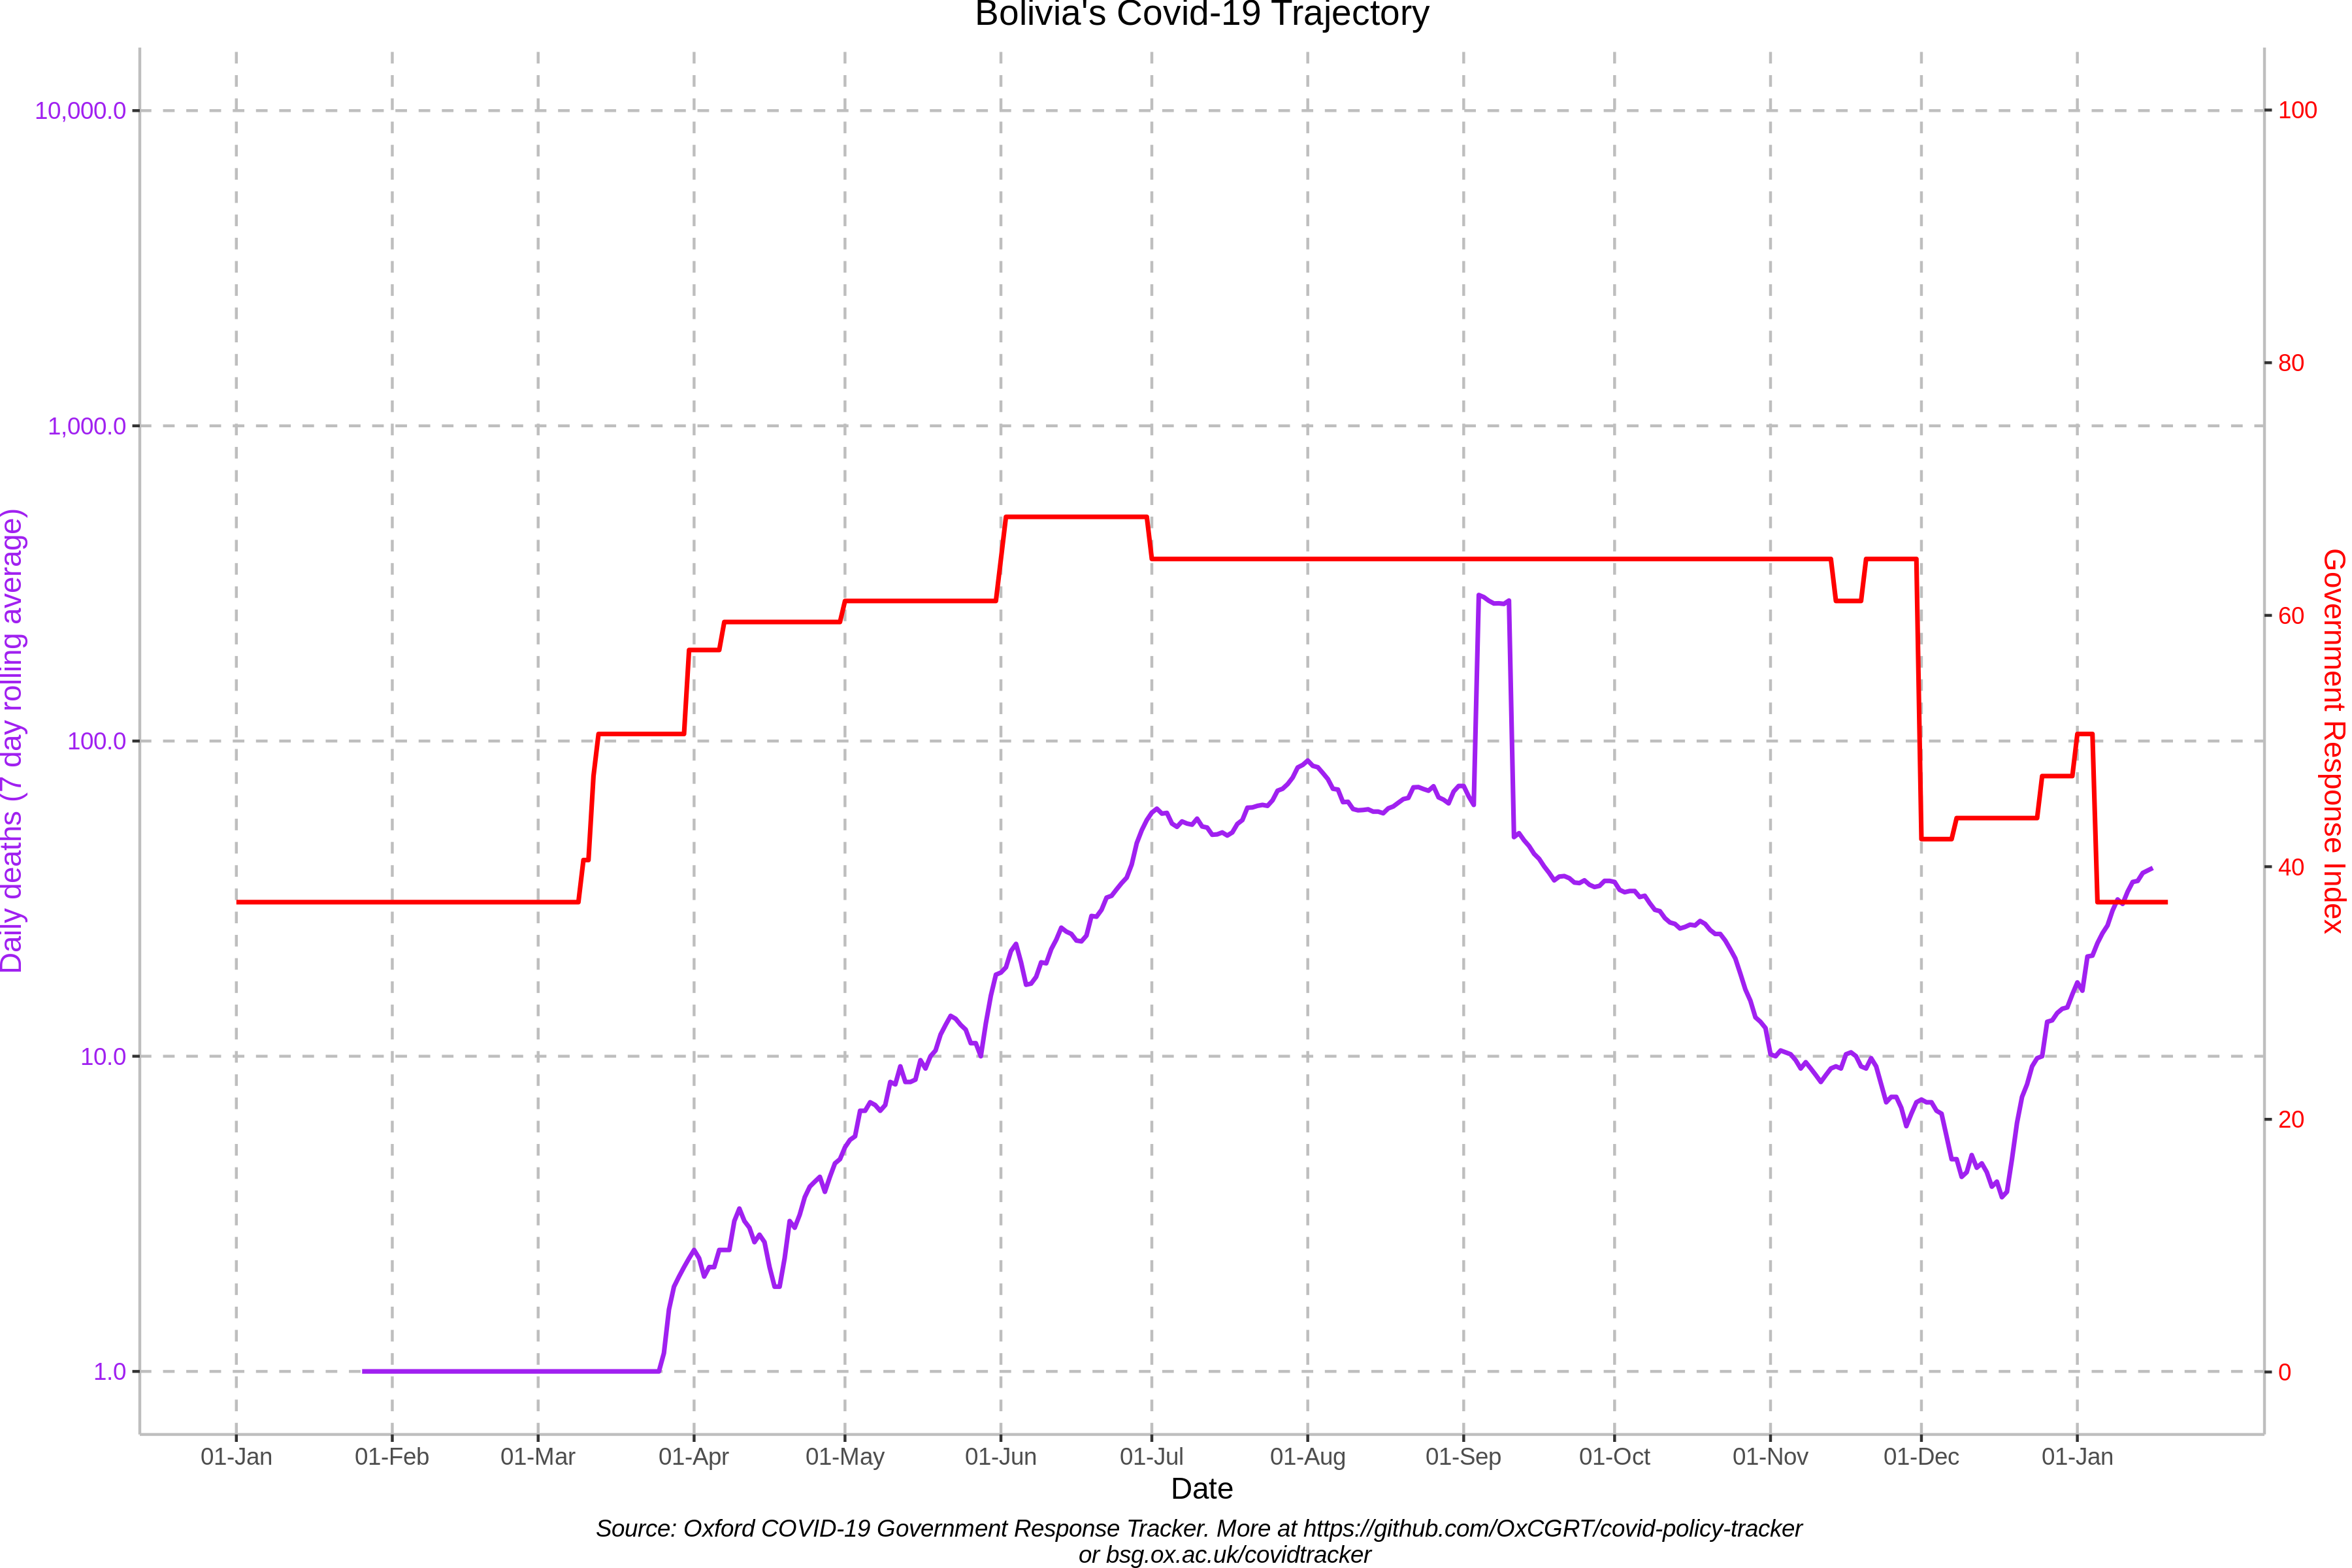 Bolivia's Covid-19 Trajectory
10,000.0
1,000.0
100.0
10.0
1.0
Daily deaths (7 day rolling average)
100
80
60
40
20
0
Government Response Index
01-Jan 01-Feb 01-Mar 01-Apr 01-May 01-Jun 01-Jul 01-Aug 01-Sep 01-Oct 01-Nov 01-Dec 01-Jan
Date
Source: Oxford COVID-19 Government Response Tracker. More at https://github.com/OxCGRT/covid-policy-tracker
or bsg.ox.ac.uk/covidtracker